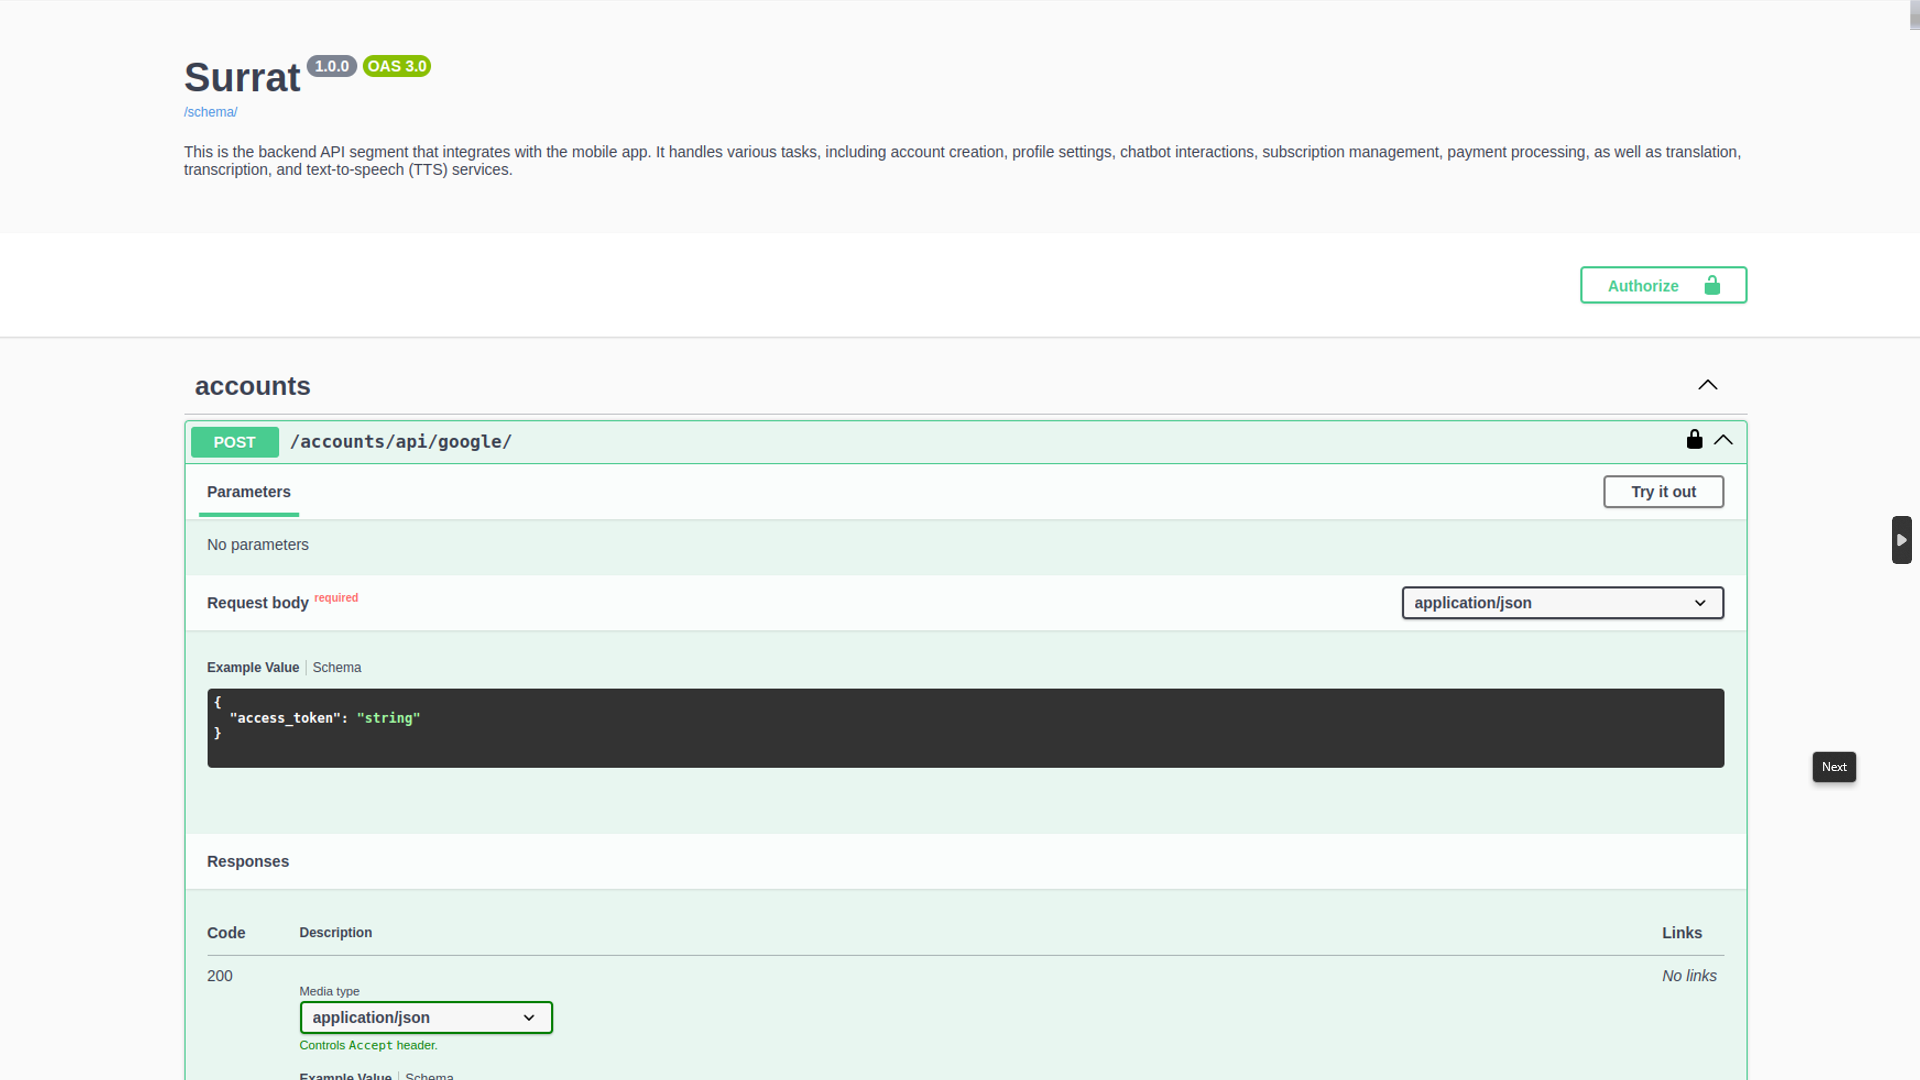 Surrat 1.0.0 OAS 3.0
/schema/
This is the backend API segment that integrates with the mobile app. It handles various tasks, including account creation, profile settings, chatbot interactions, subscription management, payment processing, as well as translation,
transcription, and text-to-speech (TTS) services.
Authorize
accounts
POST /accounts/api/google/
Parameters Try it out
No parameters
Request body required application/json
Example Value Schema
{
"access_token": "string"
}
Next
Responses
Code Description Links
200 No links
Media type
application/json
Controls Accept header.
Example Value Schema